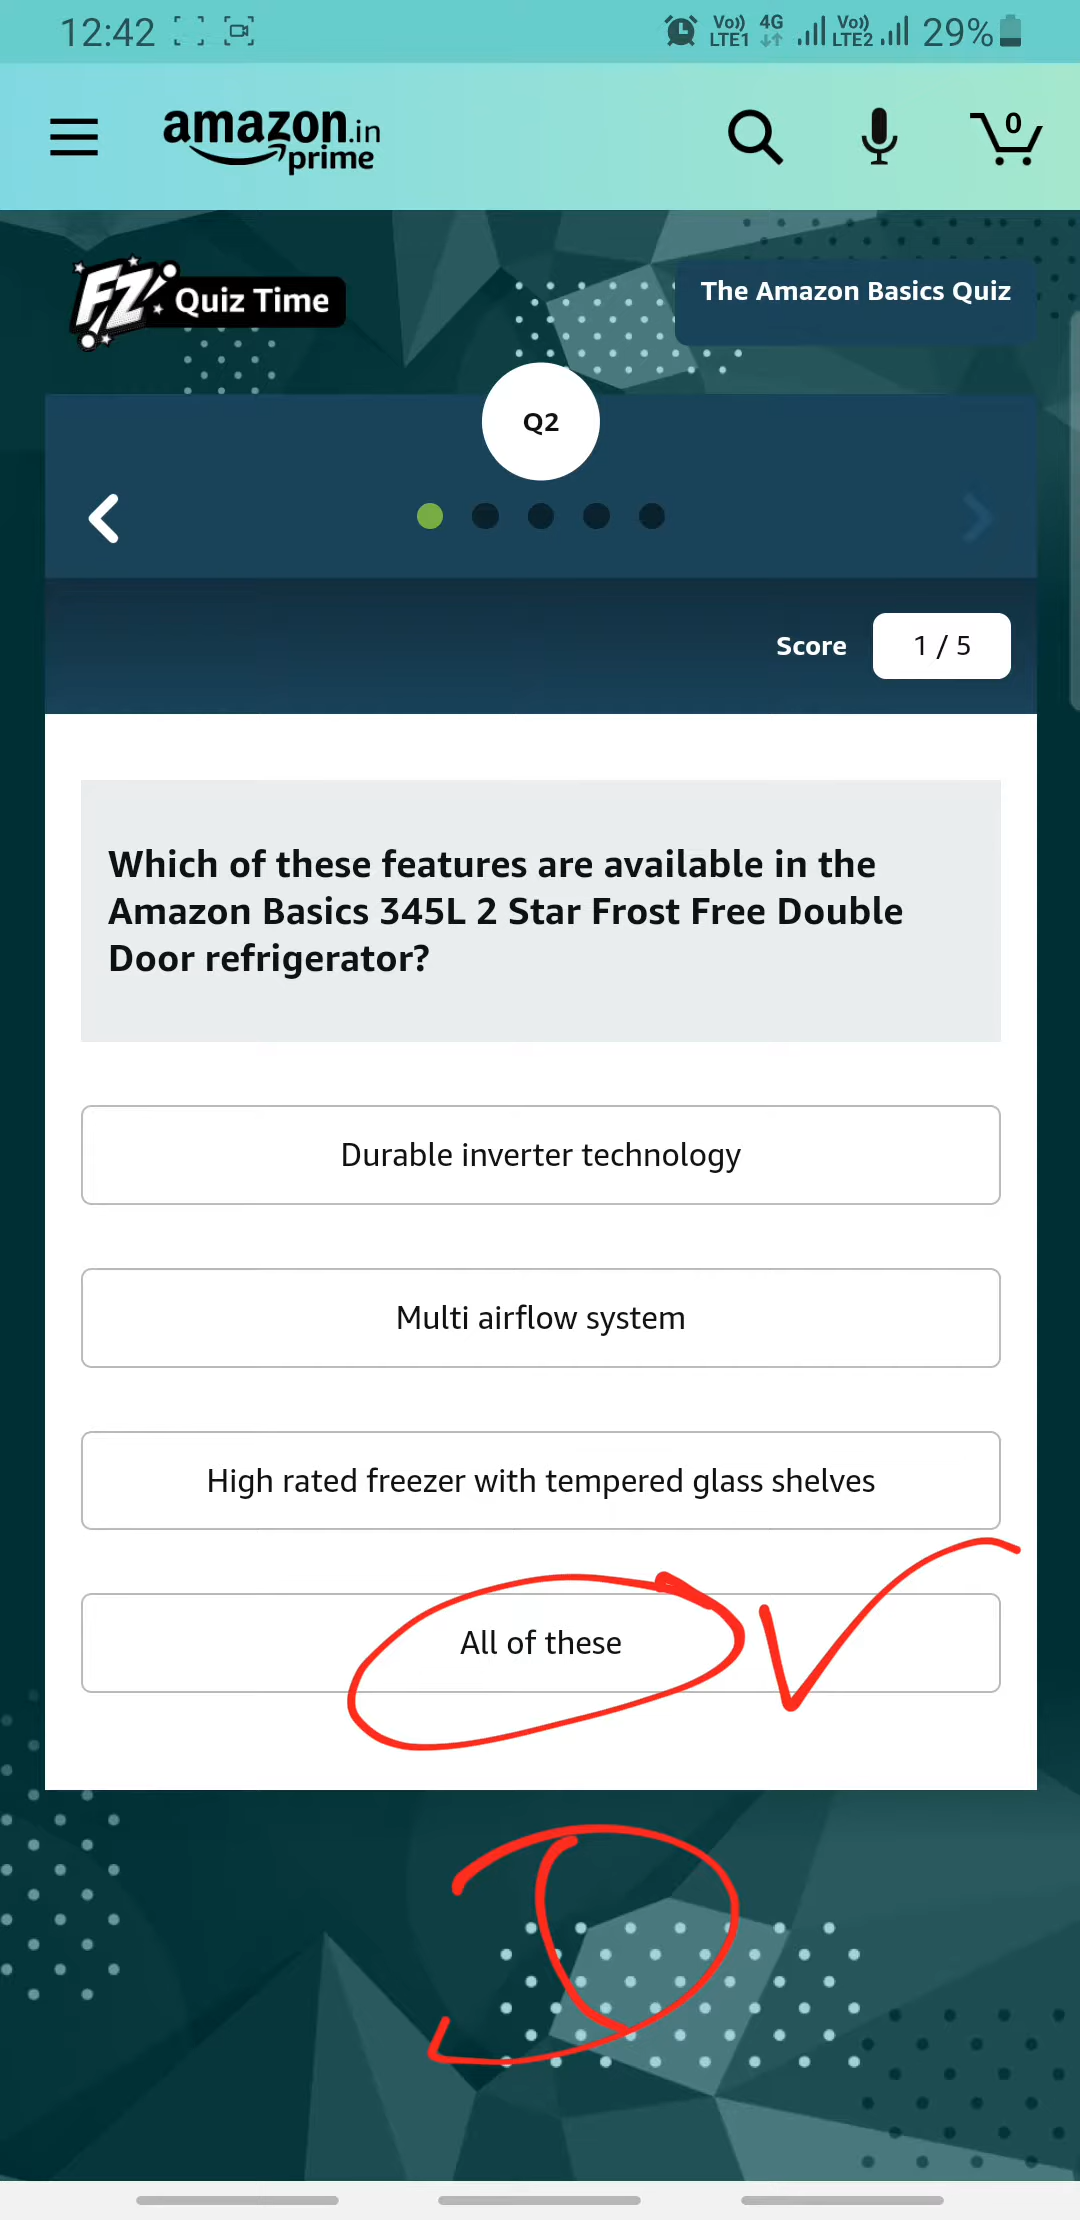 12:42
Vo)) LTE1 4G Vo)) LTE2 29%
amazon.in
prime
0
FZ Quiz Time
The Amazon Basics Quiz
Q2
Score 1 / 5
Which of these features are available in the
Amazon Basics 345L 2 Star Frost Free Double
Door refrigerator?
Durable inverter technology
Multi airflow system
High rated freezer with tempered glass shelves
All of these